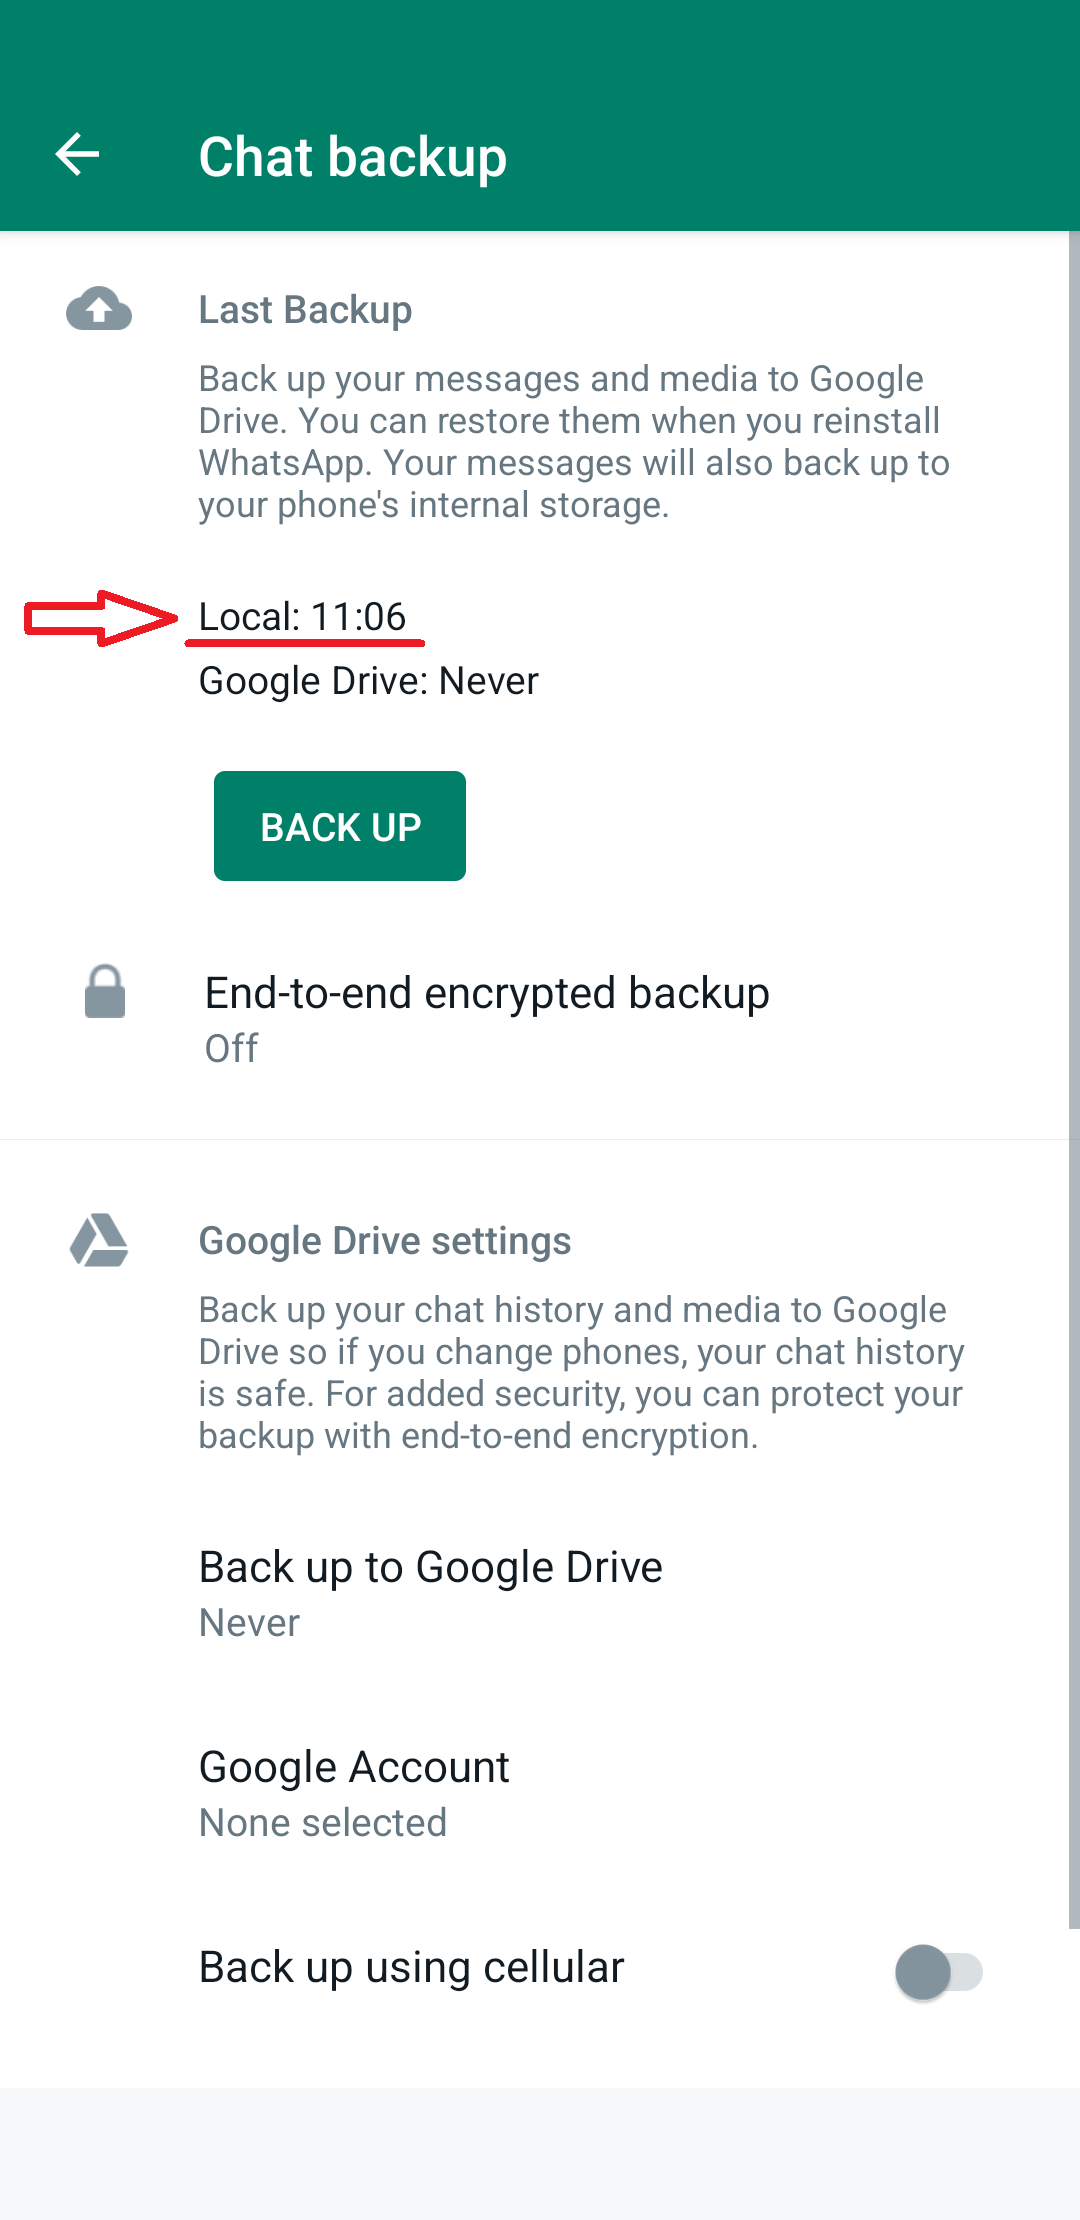 Chat backup
Last Backup
Back up your messages and media to Google
Drive. You can restore them when you reinstall
WhatsApp. Your messages will also back up to
your phone's internal storage.
Local: 11:06
Google Drive: Never
BACK UP
End-to-end encrypted backup
Off
Google Drive settings
Back up your chat history and media to Google
Drive so if you change phones, your chat history
is safe. For added security, you can protect your
backup with end-to-end encryption.
Back up to Google Drive
Never
Google Account
None selected
Back up using cellular